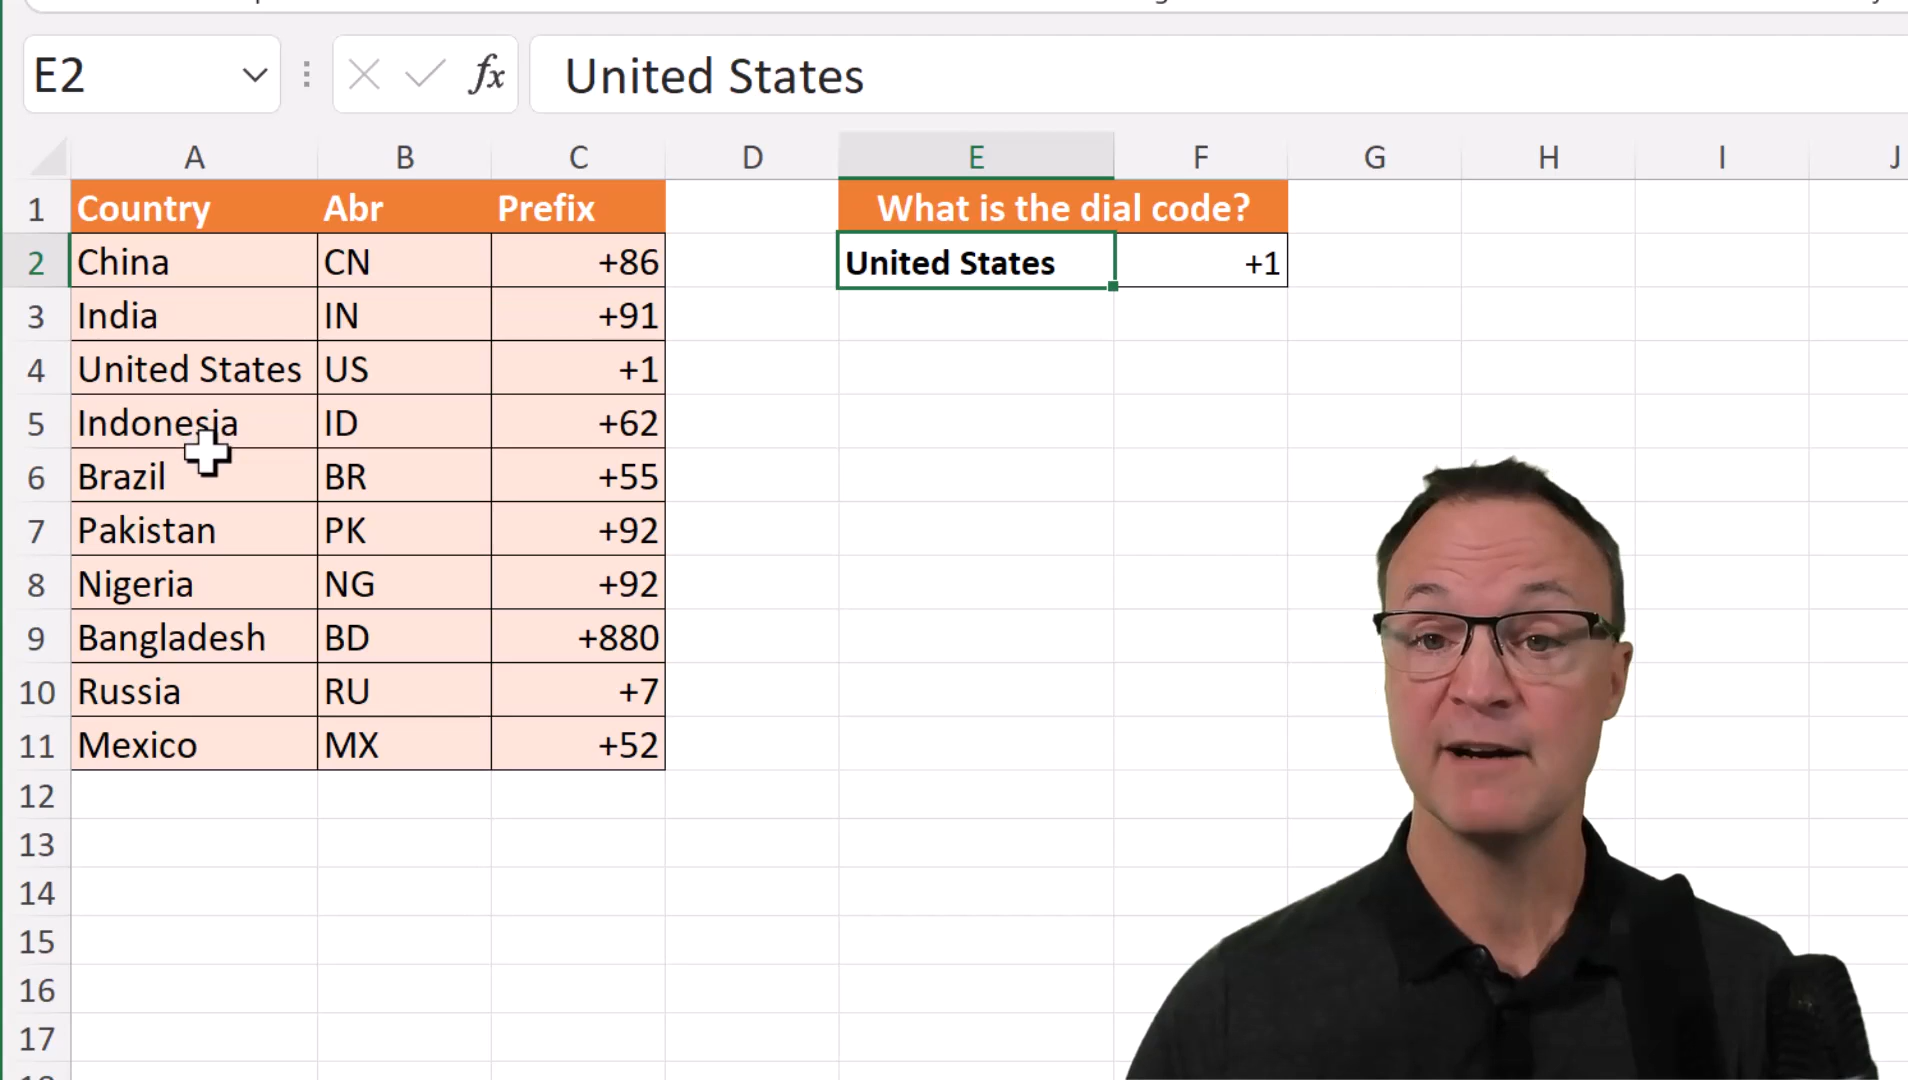 E2 fx United States
A B C D E F G H I J
1 Country Abr Prefix What is the dial code?
2 China CN +86 United States +1
3 India IN +91
4 United States US +1
5 Indonesia ID +62
6 Brazil BR +55
7 Pakistan PK +92
8 Nigeria NG +92
9 Bangladesh BD +880
10 Russia RU +7
11 Mexico MX +52
12
13
14
15
16
17